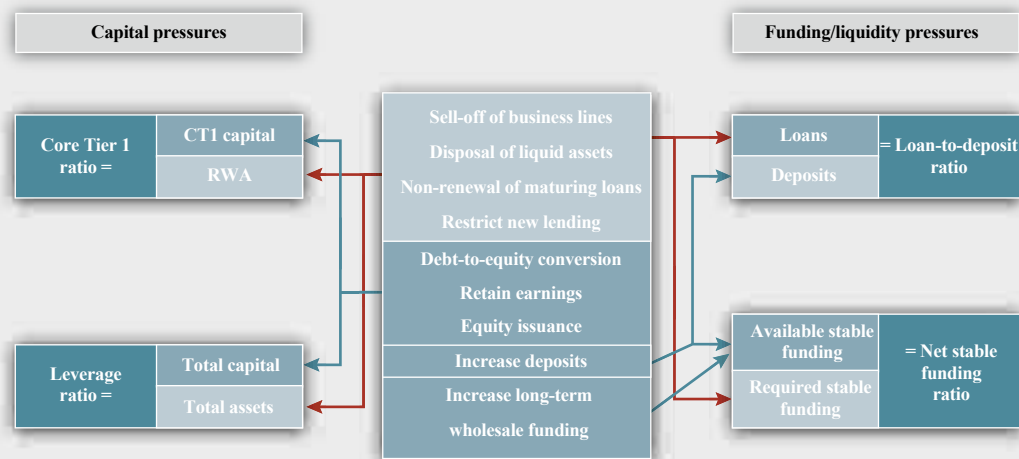 Capital pressures
Funding/liquidity pressures
Core Tier 1
ratio =
CT1 capital
RWA
Leverage
ratio =
Total capital
Total assets
Sell-off of business lines
Disposal of liquid assets
Non-renewal of maturing loans
Restrict new lending
Debt-to-equity conversion
Retain earnings
Equity issuance
Increase deposits
Increase long-term
wholesale funding
Loans
Deposits
= Loan-to-deposit
ratio
Available stable
funding
Required stable
funding
= Net stable
funding
ratio